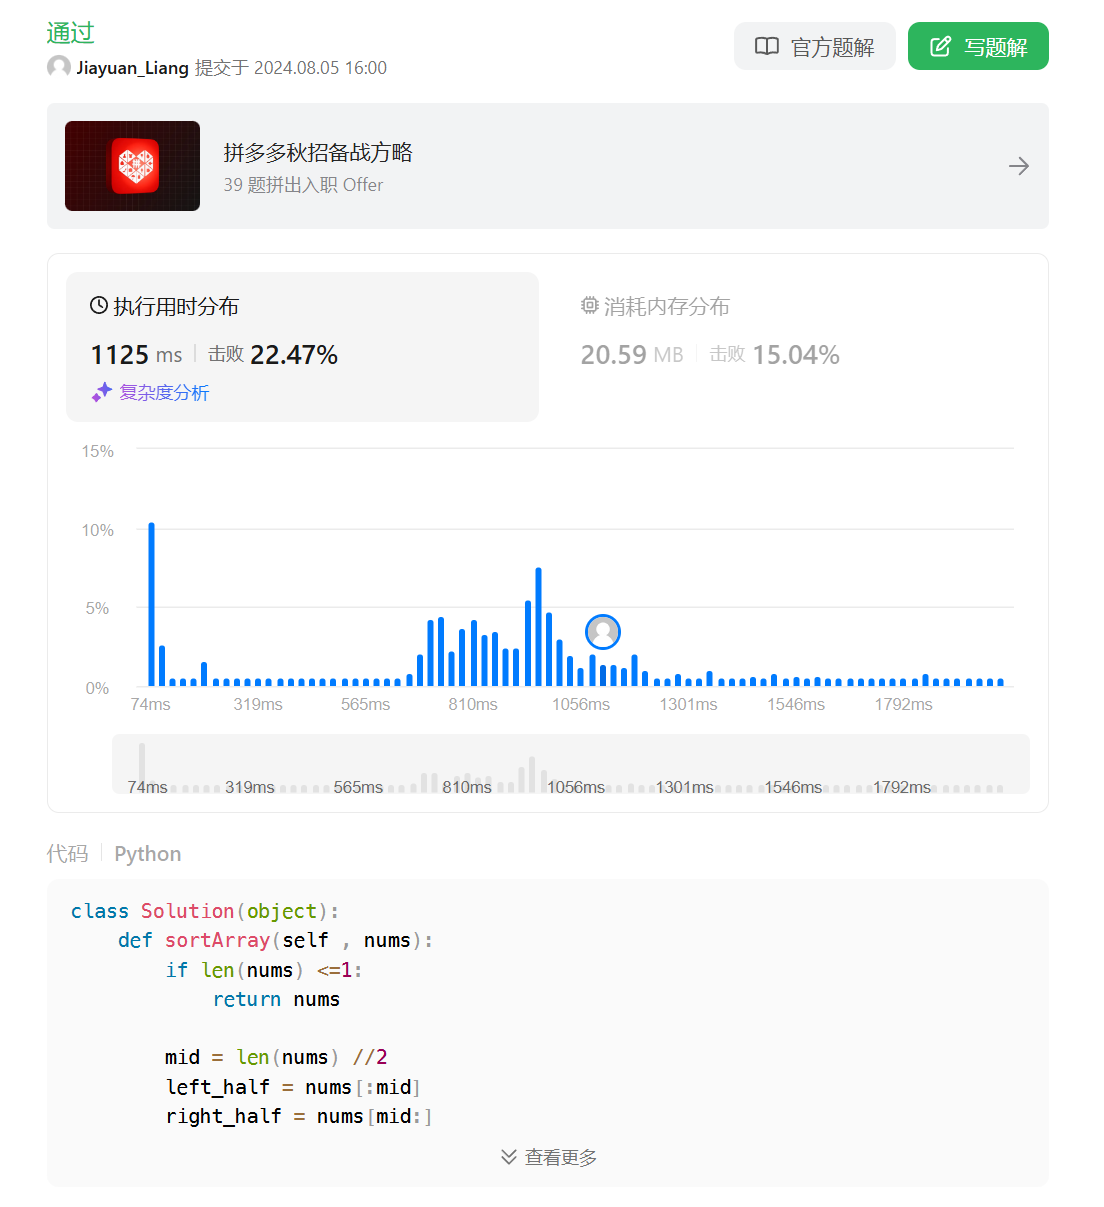 通过
官方题解
写题解
Jiayuan_Liang 提交于 2024.08.05 16:00
拼多多秋招备战方略
39 题拼出入职 Offer
执行用时分布
1125 ms 击败 22.47%
复杂度分析
消耗内存分布
20.59 MB 击败 15.04%
15%
10%
5%
0%
74ms 319ms 565ms 810ms 1056ms 1301ms 1546ms 1792ms
74ms 319ms 565ms 810ms 1056ms 1301ms 1546ms 1792ms
代码 Python
class Solution(object):
    def sortArray(self , nums):
        if len(nums) <=1:
            return nums
        mid = len(nums) //2
        left_half = nums[:mid]
        right_half = nums[mid:]
查看更多